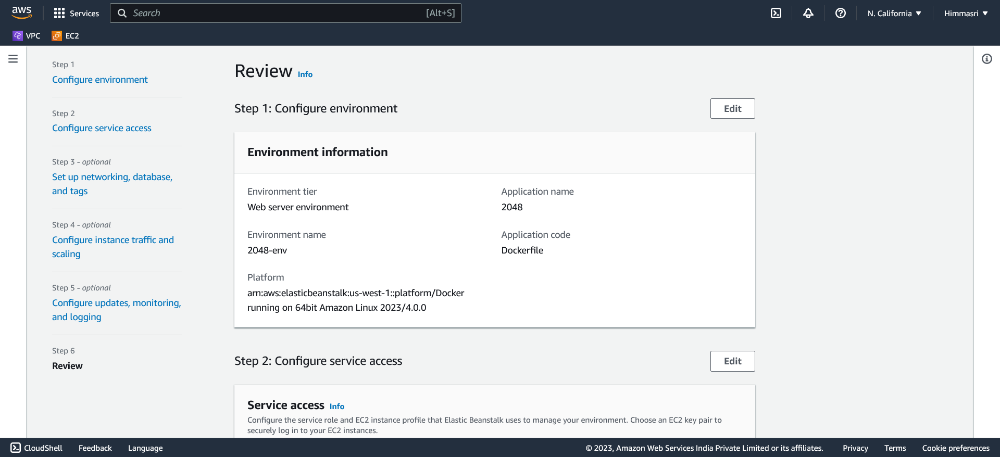 aws
Services
Search
[Alt+S]
N. California
Himmasri
VPC
EC2
Step 1
Configure environment
Step 2
Configure service access
Step 3 - optional
Set up networking, database,
and tags
Step 4 - optional
Configure instance traffic and
scaling
Step 5 - optional
Configure updates, monitoring,
and logging
Step 6
Review
Review Info
Step 1: Configure environment
Edit
Environment information
Environment tier
Web server environment
Application name
2048
Environment name
2048-env
Application code
Dockerfile
Platform
arn:aws:elasticbeanstalk:us-west-1::platform/Docker
running on 64bit Amazon Linux 2023/4.0.0
Step 2: Configure service access
Edit
Service access Info
Configure the service role and EC2 instance profile that Elastic Beanstalk uses to manage your environment. Choose an EC2 key pair to
securely log in to your EC2 instances.
CloudShell
Feedback
Language
© 2023, Amazon Web Services India Private Limited or its affiliates.
Privacy
Terms
Cookie preferences